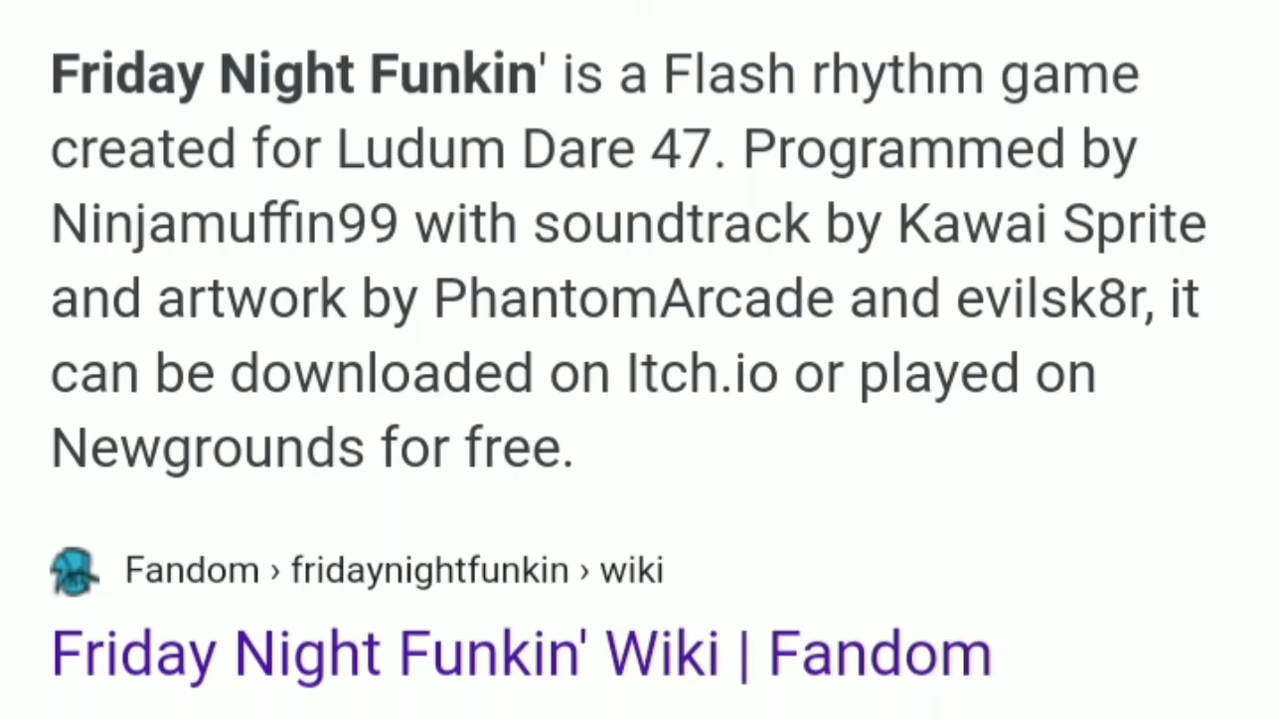 Friday Night Funkin' is a Flash rhythm game
created for Ludum Dare 47. Programmed by
Ninjamuffin99 with soundtrack by Kawai Sprite
and artwork by PhantomArcade and evilsk8r, it
can be downloaded on Itch.io or played on
Newgrounds for free.
Fandom › fridaynightfunkin › wiki
Friday Night Funkin' Wiki | Fandom